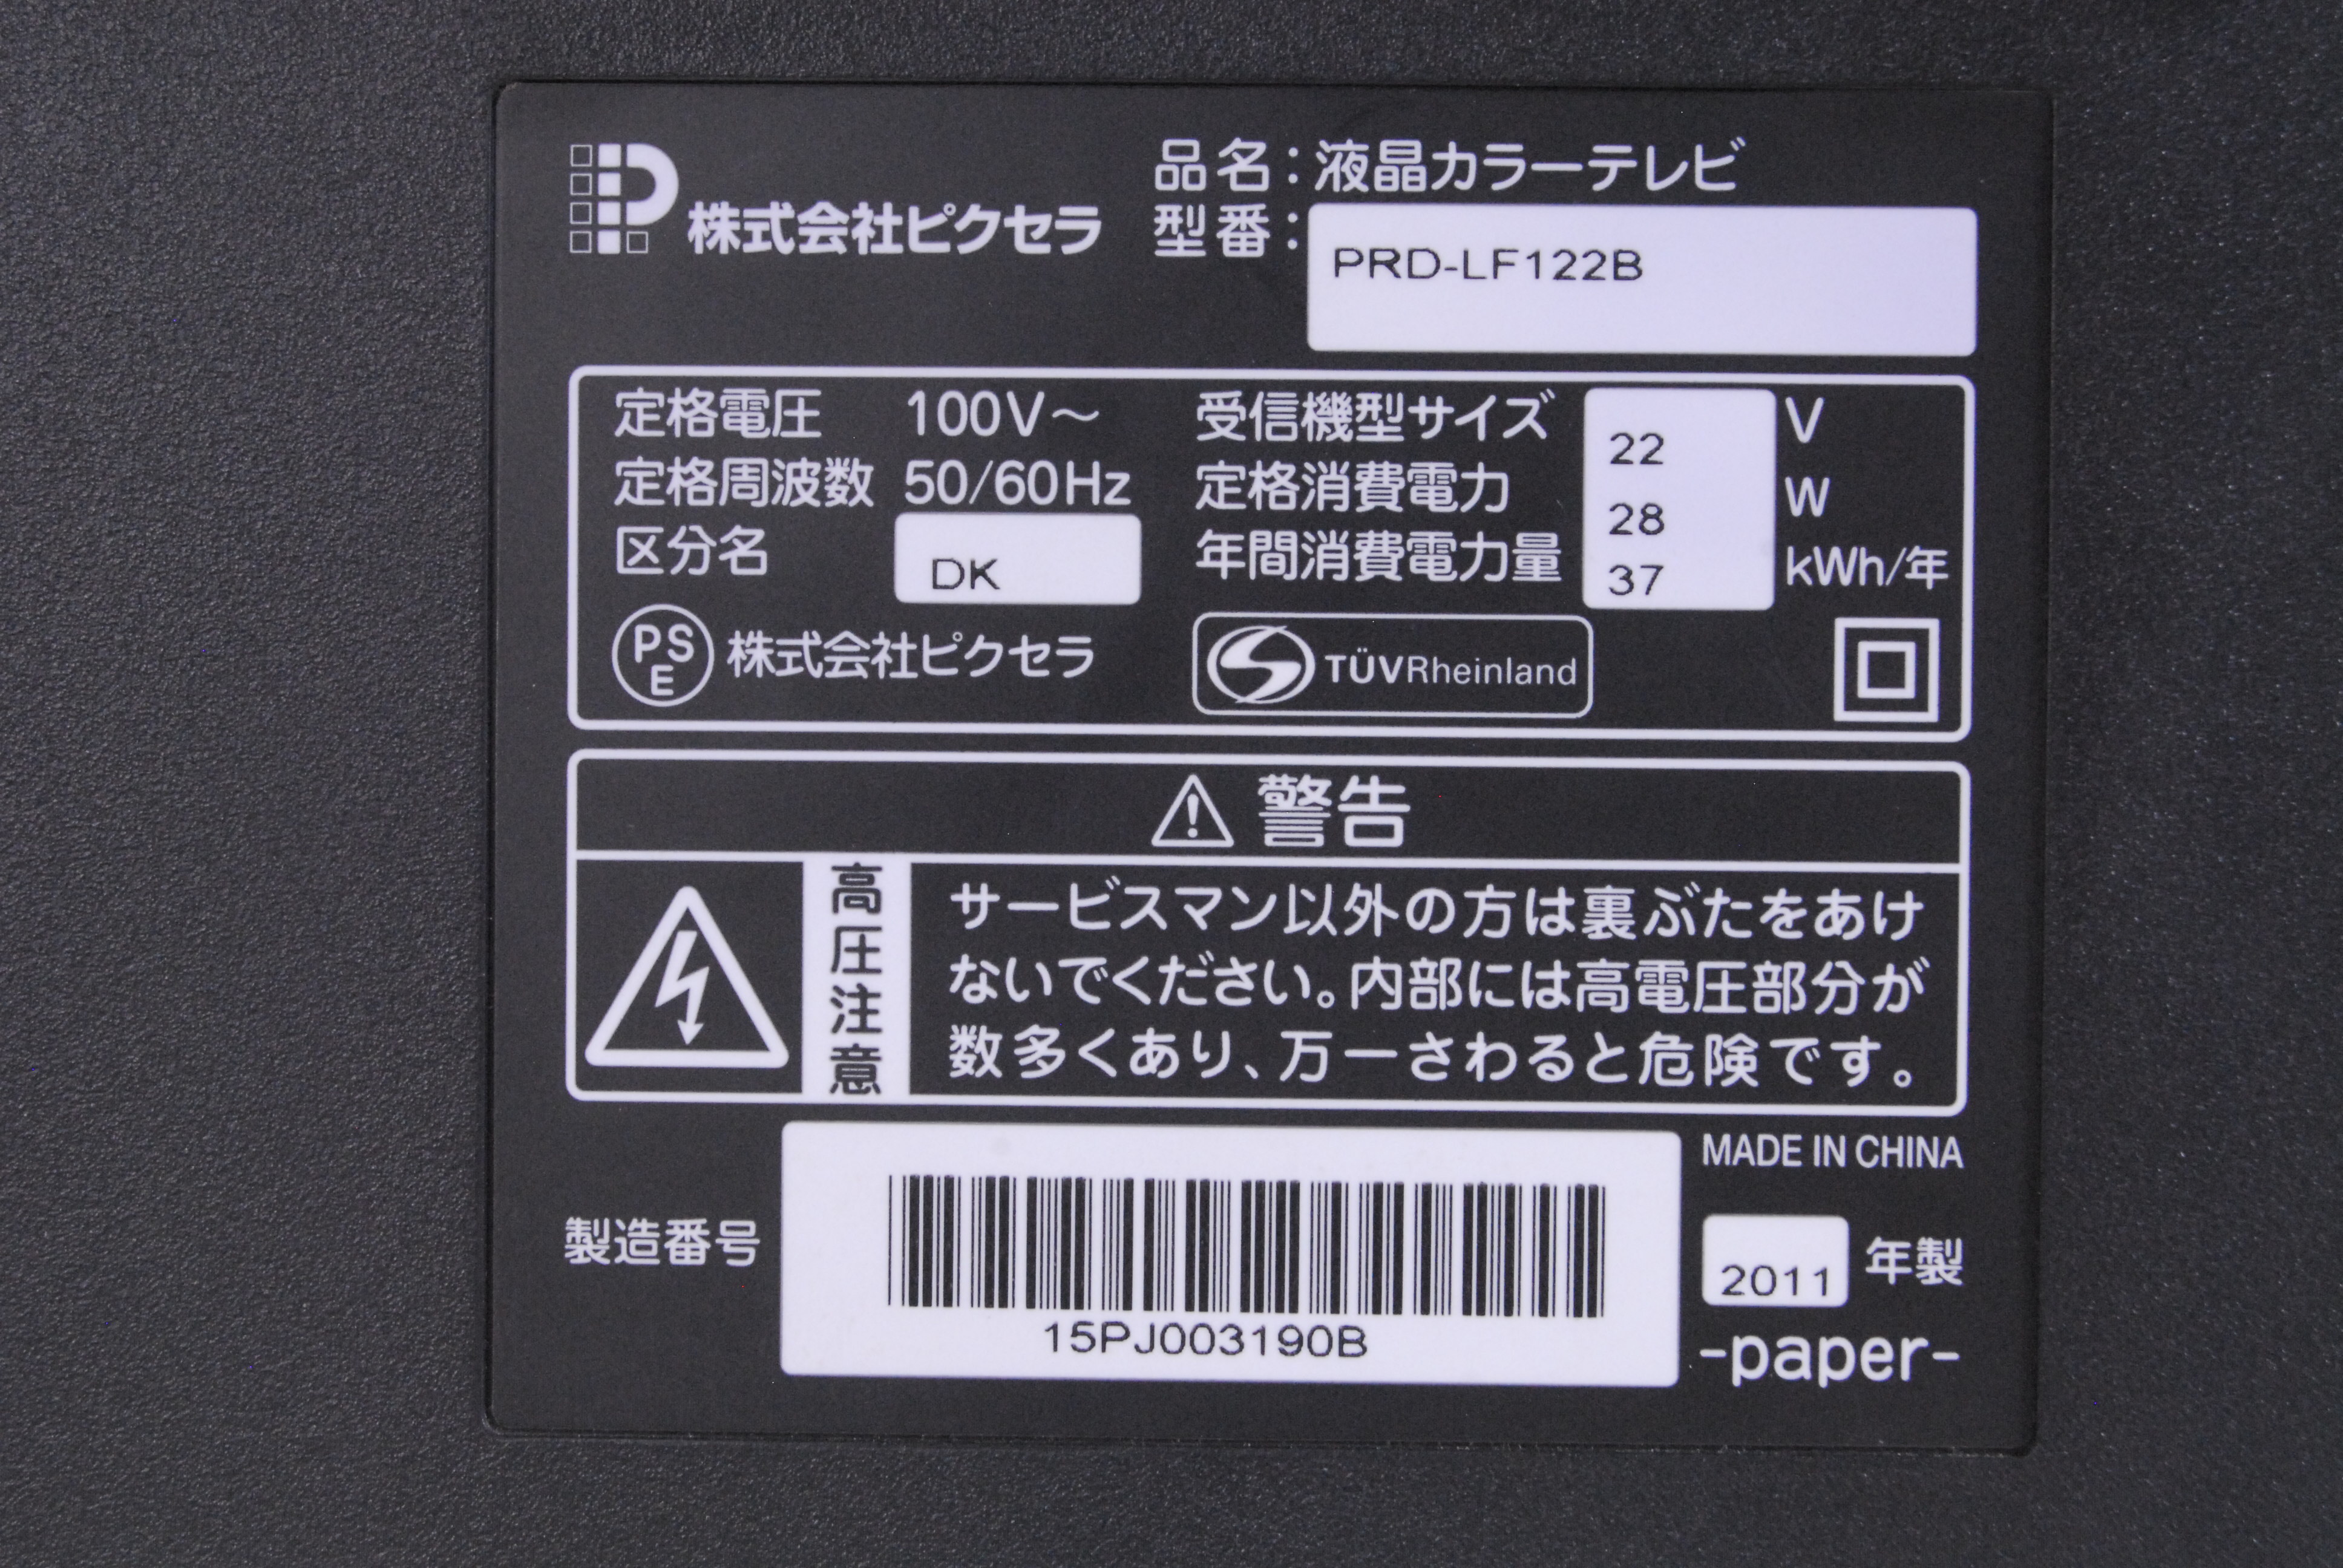 株式会社ピクセラ
品名：液晶カラーテレビ
型番：PRD-LF122B
定格電圧 100V～
定格周波数 50/60Hz
区分名 DK
受信機型サイズ 22 V
定格消費電力 28 W
年間消費電力量 37 kWh/年
PSE 株式会社ピクセラ
TÜVRheinland
警告
高圧注意
サービスマン以外の方は裏ぶたをあけ
ないでください。内部には高電圧部分が
数多くあり、万一さわると危険です。
製造番号
15PJ003190B
MADE IN CHINA
2011 年製
-paper-